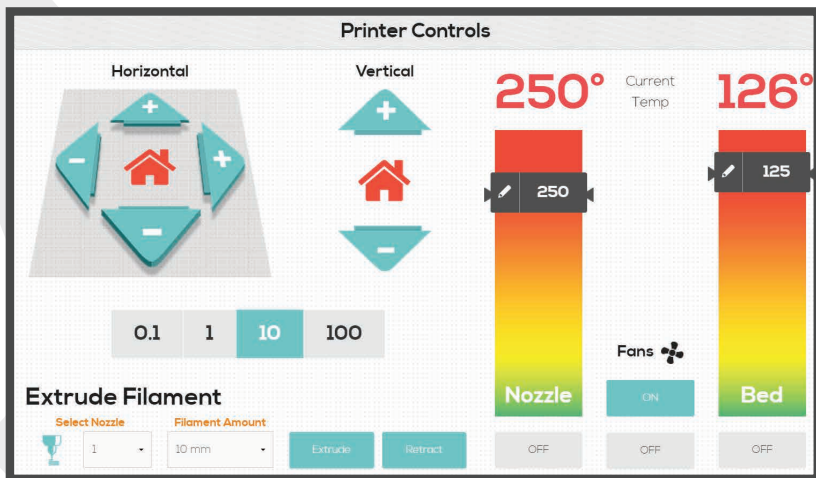 Printer Controls
Horizontal
Vertical
+
- +
-
+
-
250° Current Temp 126°
250
125
0.1 1 10 100
Fans
Extrude Filament
Nozzle ON Bed
Select Nozzle Filament Amount
1 10 mm Extrude Retract OFF OFF OFF